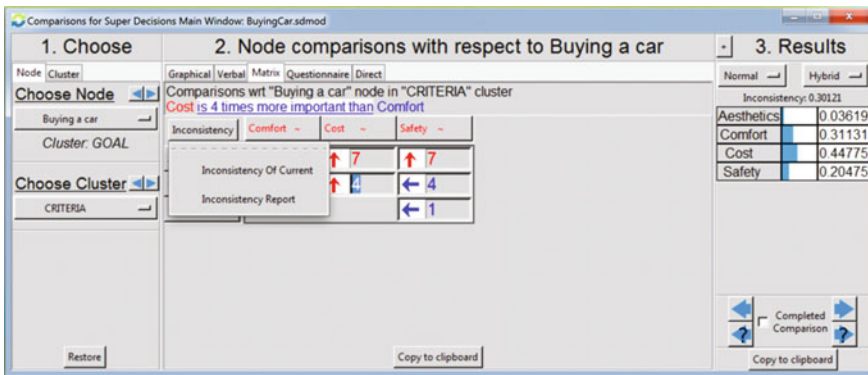 Comparisons for Super Decisions Main Window: BuyingCar.sdmod
1. Choose
Node Cluster
Choose Node
Buying a car
Cluster: GOAL
Choose Cluster
CRITERIA
Restore
2. Node comparisons with respect to Buying a car
Graphical Verbal Matrix Questionnaire Direct
Comparisons wrt "Buying a car" node in "CRITERIA" cluster
Cost is 4 times more important than Comfort
Inconsistency Comfort ~ Cost ~ Safety ~
Inconsistency Of Current
Inconsistency Report
7 7
4 4
1
Copy to clipboard
3. Results
Normal Hybrid
Inconsistency: 0.30121
Aesthetics 0.03619
Comfort 0.31131
Cost 0.44775
Safety 0.20475
Completed
Comparison
? ?
Copy to clipboard